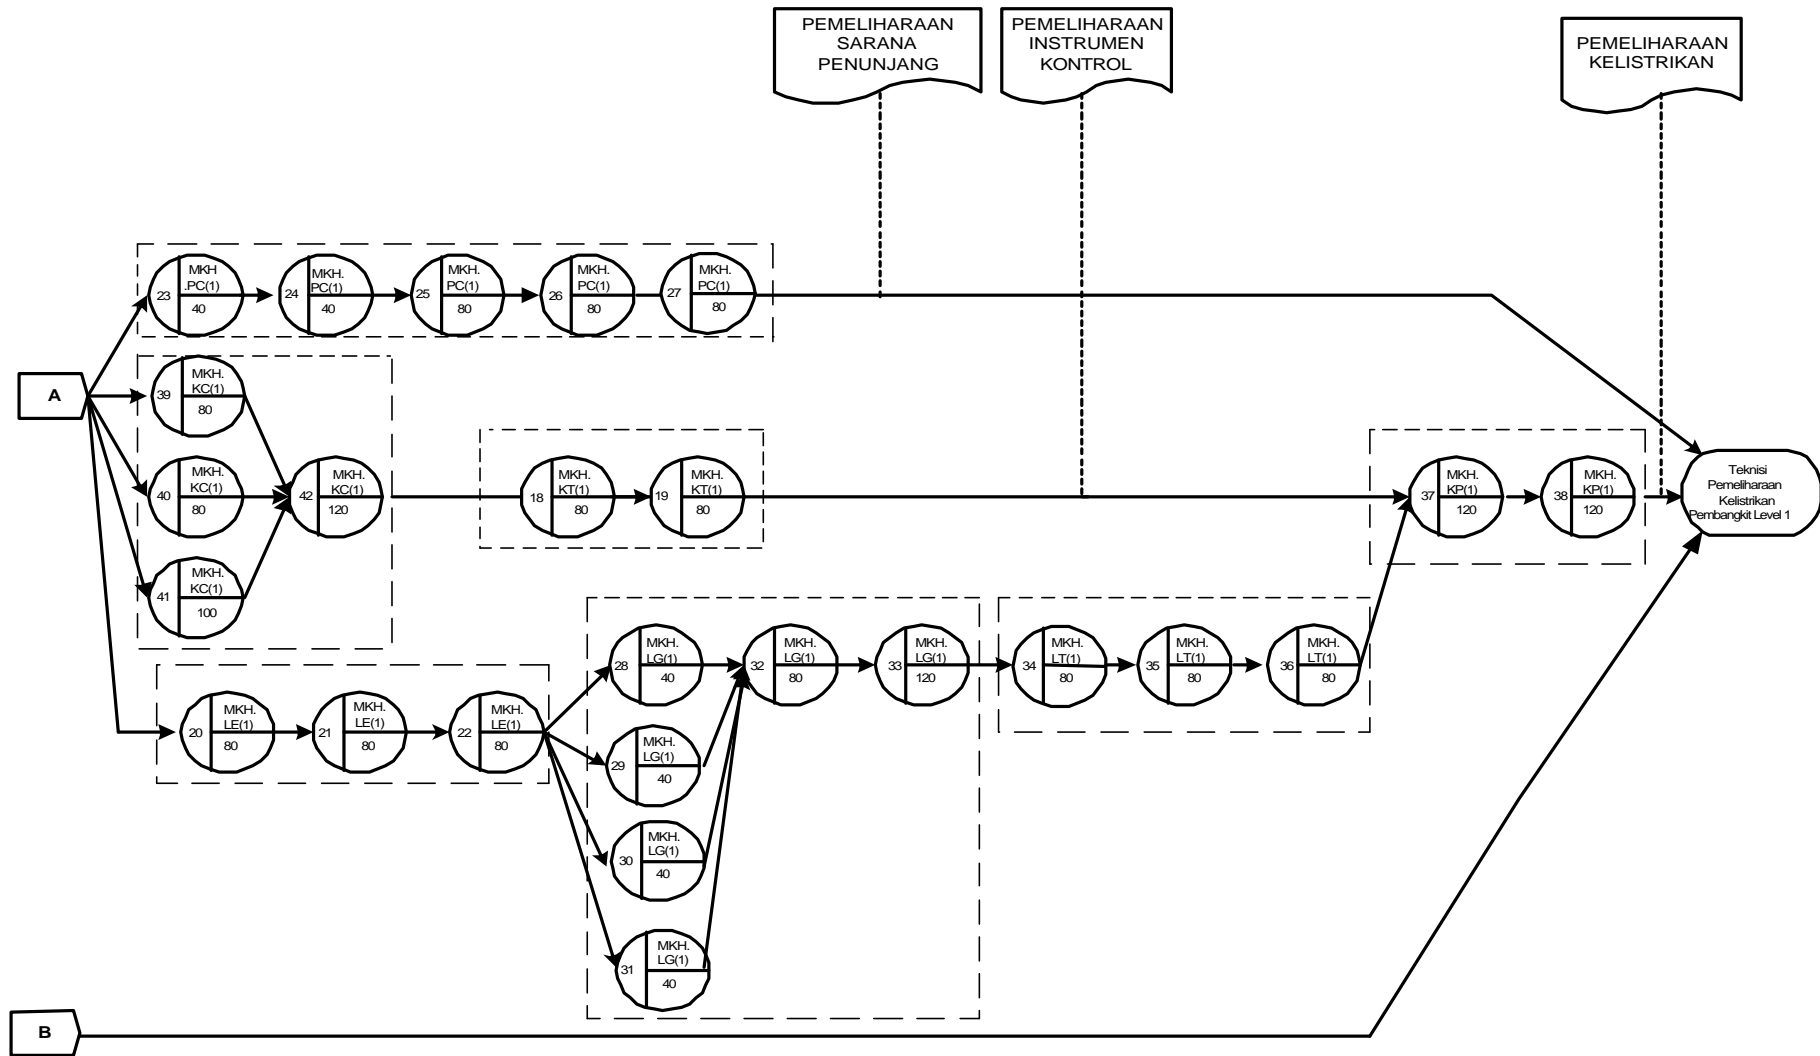 PEMELIHARAAN
SARANA
PENUNJANG
PEMELIHARAAN
INSTRUMEN
KONTROL
PEMELIHARAAN
KELISTRIKAN
23
MKH
.PC(1)
40
24
MKH.
PC(1)
40
25
MKH.
PC(1)
80
26
MKH.
PC(1)
80
27
MKH.
PC(1)
80
A
39
MKH.
KC(1)
80
40
MKH.
KC(1)
80
41
MKH.
KC(1)
100
42
MKH.
KC(1)
120
18
MKH.
KT(1)
80
19
MKH.
KT(1)
80
37
MKH.
KP(1)
120
38
MKH.
KP(1)
120
Teknisi
Pemeliharaan
Kelistrikan
Pembangkit Level 1
20
MKH.
LE(1)
80
21
MKH.
LE(1)
80
22
MKH.
LE(1)
80
28
MKH.
LG(1)
40
29
MKH.
LG(1)
40
30
MKH.
LG(1)
40
31
MKH.
LG(1)
40
32
MKH.
LG(1)
80
33
MKH.
LG(1)
120
34
MKH.
LT(1)
80
35
MKH.
LT(1)
80
36
MKH.
LT(1)
80
B